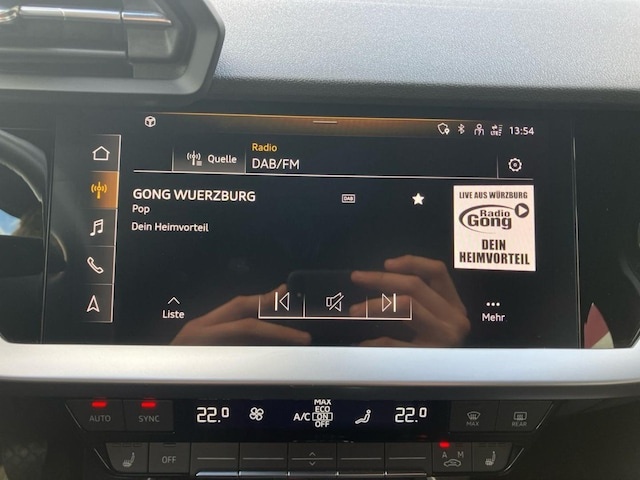 LTE
13:54
Radio
Quelle
DAB/FM
GONG WUERZBURG
DAB
Pop
Dein Heimvorteil
LIVE AUS WÜRZBURG
Radio
Gong
DEIN
HEIMVORTEIL
Liste
Mehr
AUTO
SYNC
22.0
A/C
MAX
ECO
ON
OFF
22.0
MAX
REAR
OFF
A M